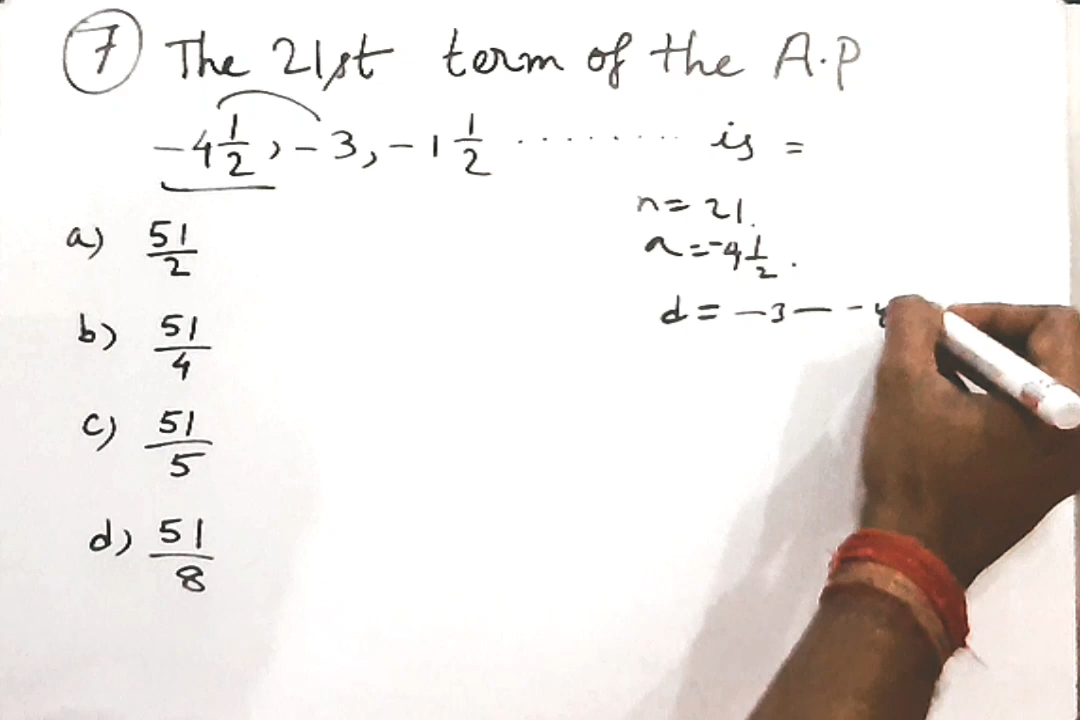 7 The 21st term of the A.P
-4 1/2, -3, -1 1/2 ........ is =
n = 21.
a = -4 1/2.
d = -3 - -4
a) 51/2
b) 51/4
c) 51/5
d) 51/8